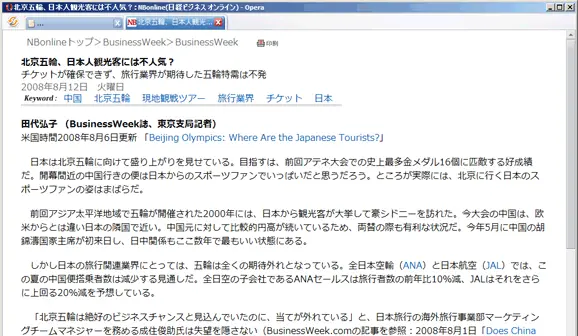 北京五輪、日本人観光客には不人気？:NBonline(日経ビジネス オンライン) - Opera
...
北京五輪、日本人観光...
NBonlineトップ＞BusinessWeek＞BusinessWeek 印刷
北京五輪、日本人観光客には不人気？
チケットが確保できず、旅行業界が期待した五輪特需は不発
2008年8月12日　火曜日
Keyword : 中国　北京五輪　現地観戦ツアー　旅行業界　チケット　日本
田代弘子 （BusinessWeek誌、東京支局記者）
米国時間2008年8月6日更新 「Beijing Olympics: Where Are the Japanese Tourists?」
日本は北京五輪に向けて盛り上がりを見せている。目指すは、前回アテネ大会での史上最多金メダル16個に匹敵する好成績
だ。開幕間近の中国行きの便は日本からのスポーツファンでいっぱいだと思うだろう。ところが実際には、北京に行く日本人のス
ポーツファンの姿はまばらだ。
前回アジア太平洋地域で五輪が開催された2000年には、日本から観光客が大挙して豪シドニーを訪れた。今大会の中国は、欧
米からとは違い日本の隣国で近い。中国元に対して比較的円高が続いているため、両替の際も有利な状況だ。今年5月に中国の胡
錦濤国家主席が初来日し、日中関係もここ数年で最もいい状態にある。
しかし日本の旅行関連業界にとっては、五輪は全くの期待外れとなっている。全日本空輸（ANA）と日本航空（JAL）では、こ
の夏の中国便搭乗者数は減少する見通しだ。全日空の子会社であるANAセールスは旅行者数の前年比10%減、JALはそれをさら
に上回る20%減を予想している。
「北京五輪は絶好のビジネスチャンスと見込んでいたのに、当てが外れている」と、日本旅行の海外旅行事業部マーケティ
ングチームマネジャーを務める成住俊助氏は失望を隠さない（BusinessWeek.comの記事を参照：2008年8月1日「Does China